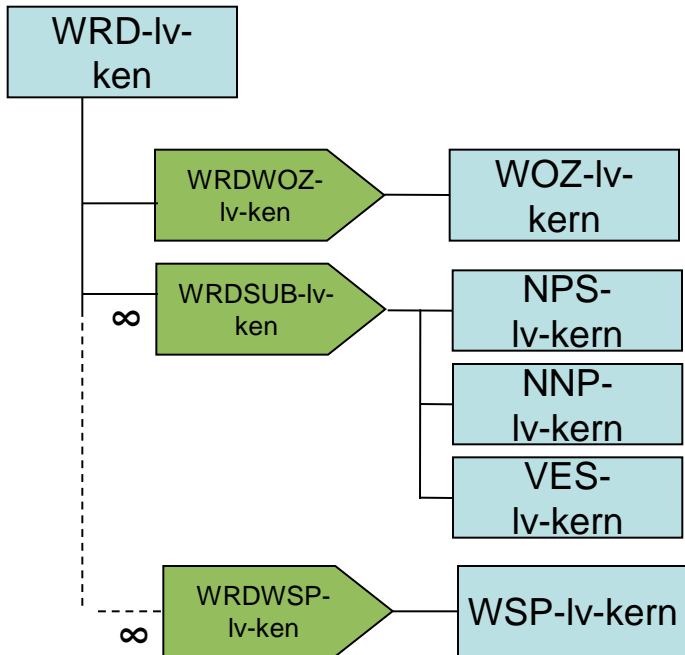 WRD-lv-
ken
WRDWOZ-
lv-ken
WOZ-lv-
kern
WRDSUB-lv-
ken
∞
NPS-
lv-kern
NNP-
lv-kern
VES-
lv-kern
WRDWSP-
lv-ken
∞
WSP-lv-kern